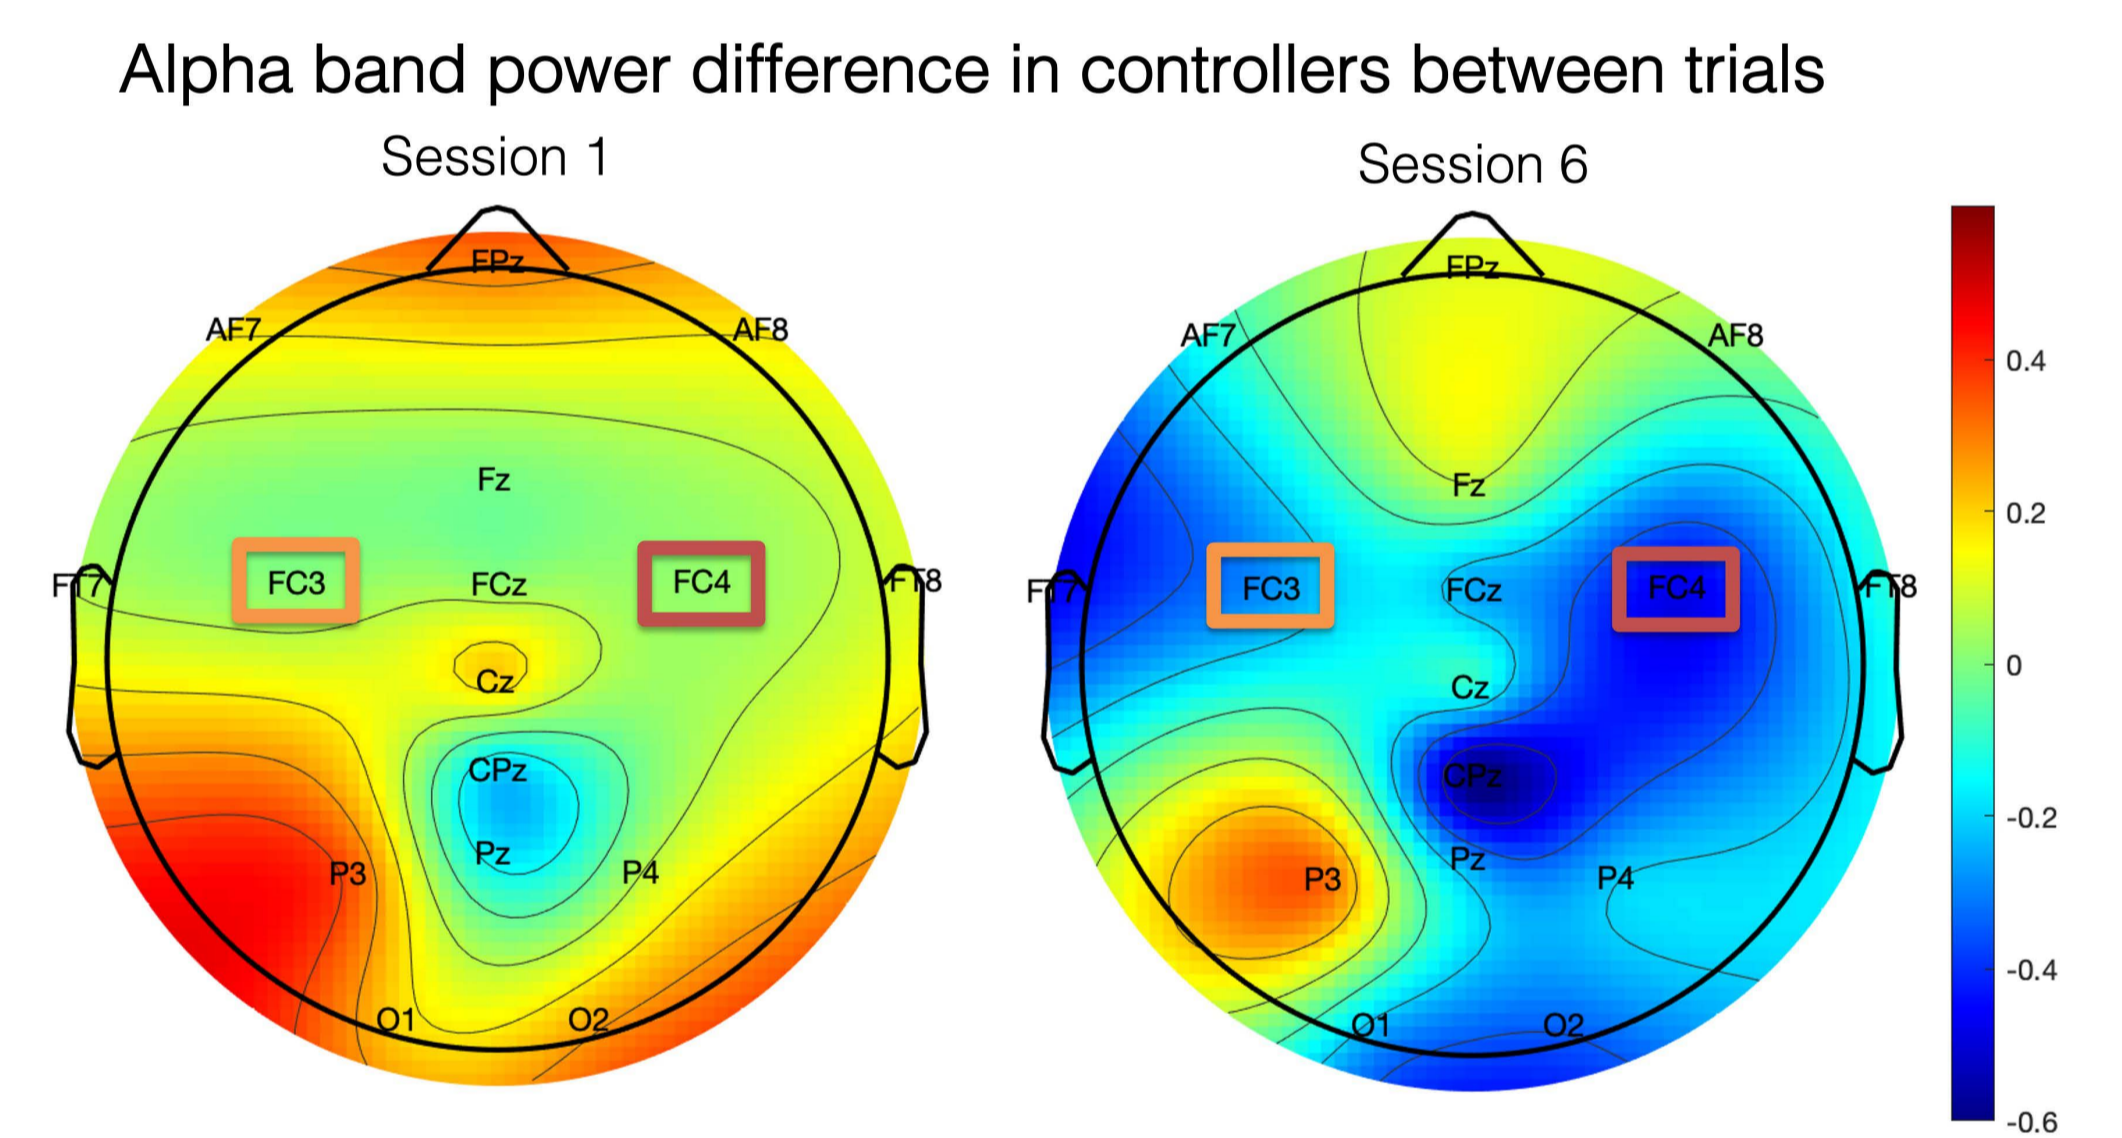 Alpha band power difference in controllers between trials
Session 1
Session 6
FPz
AF7
AF8
Fz
FT7
FC3
FCz
FC4
FT8
Cz
CPz
Pz
P3
P4
O1
O2
FPz
AF7
AF8
Fz
FT7
FC3
FCz
FC4
FT8
Cz
CPz
Pz
P3
P4
O1
O2
0.4
0.2
0
-0.2
-0.4
-0.6